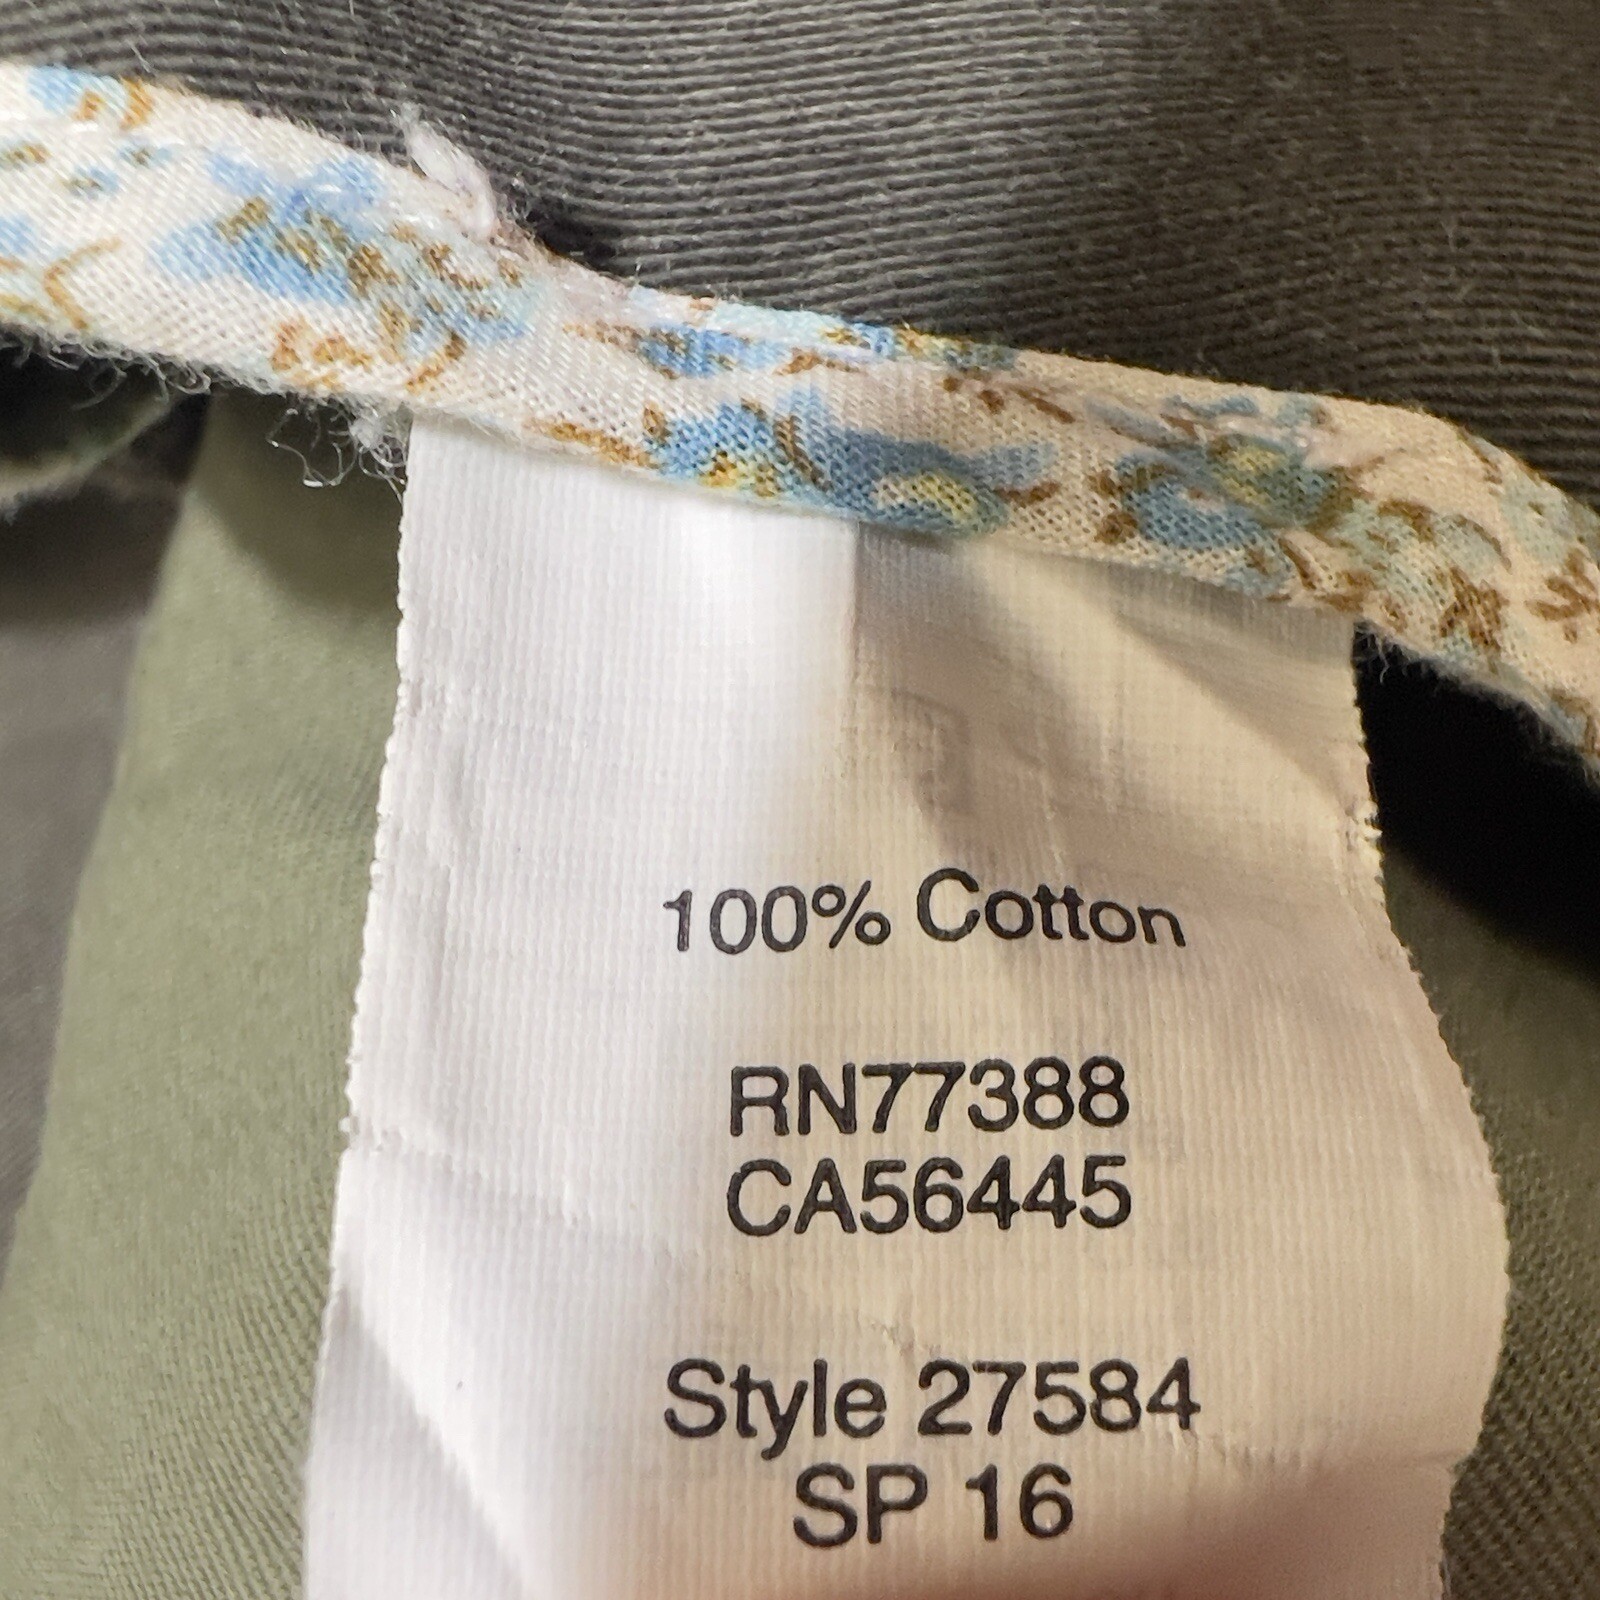 100% Cotton
RN77388
CA56445
Style 27584
SP 16